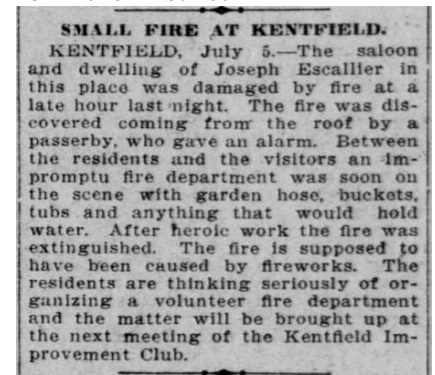 SMALL FIRE AT KENTFIELD.
KENTFIELD, July 5.—The saloon
and dwelling of Joseph Escallier in
this place was damaged by fire at a
late hour last night. The fire was dis-
covered coming from the roof by a
passerby, who gave an alarm. Between
the residents and the visitors an im-
promptu fire department was soon on
the scene with garden hose, buckets,
tubs and anything that would hold
water. After heroic work the fire was
extinguished. The fire is supposed to
have been caused by fireworks. The
residents are thinking seriously of or-
ganizing a volunteer fire department
and the matter will be brought up at
the next meeting of the Kentfield Im-
provement Club.